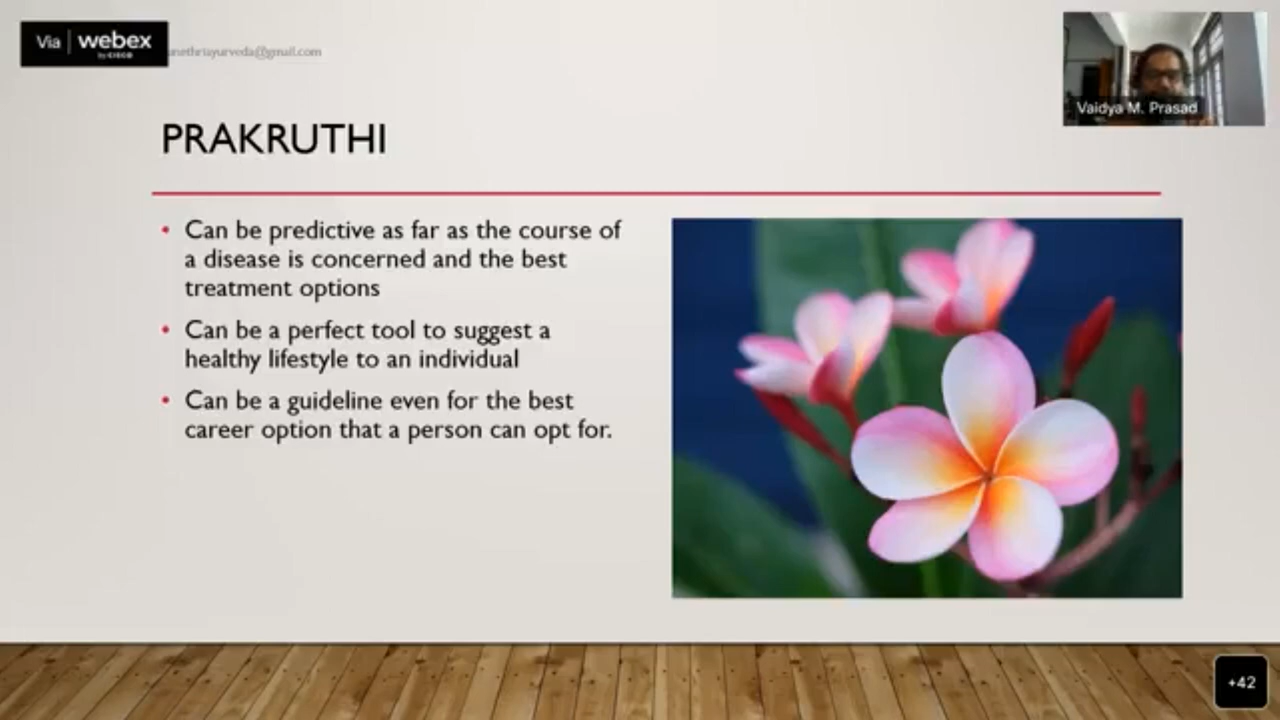 Via webex
by CISCO
unethriayurveda@gmail.com
Vaidya M. Prasad
PRAKRUTHI
• Can be predictive as far as the course of
a disease is concerned and the best
treatment options
• Can be a perfect tool to suggest a
healthy lifestyle to an individual
• Can be a guideline even for the best
career option that a person can opt for.
+42